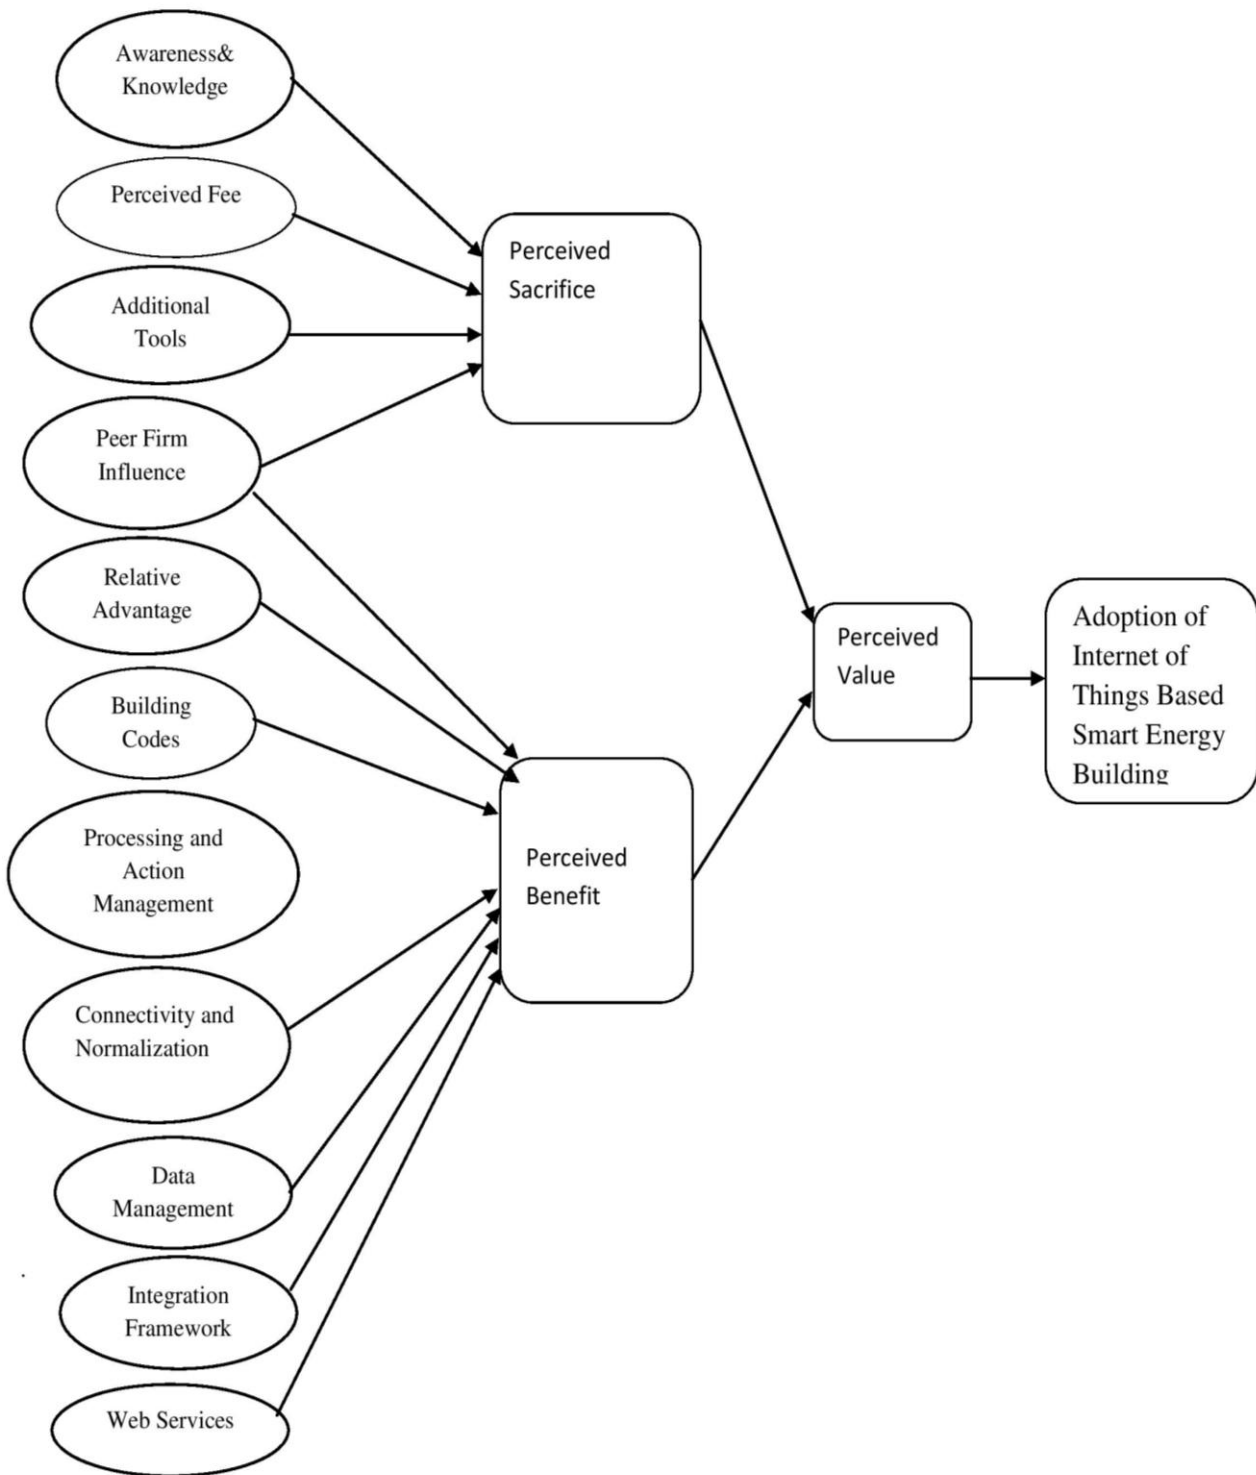 Awareness&
Knowledge
Perceived Fee
Additional
Tools
Peer Firm
Influence
Relative
Advantage
Building
Codes
Processing and
Action
Management
Connectivity and
Normalization
Data
Management
Integration
Framework
Web Services
Perceived
Sacrifice
Perceived
Benefit
Perceived
Value
Adoption of
Internet of
Things Based
Smart Energy
Building